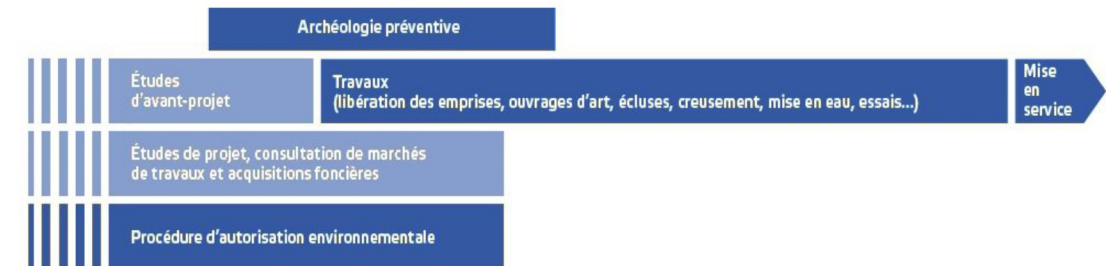 Archéologie préventive
Études
d'avant-projet
Travaux
(libération des emprises, ouvrages d'art, écluses, creusement, mise en eau, essais...)
Mise
en
service
Études de projet, consultation de marchés
de travaux et acquisitions foncières
Procédure d'autorisation environnementale